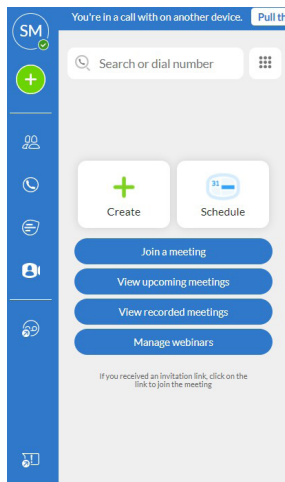 You're in a call with on another device. Pull th
SM
Search or dial number
31
Create
Schedule
Join a meeting
View upcoming meetings
View recorded meetings
Manage webinars
If you received an invitation link, click on the
link to join the meeting